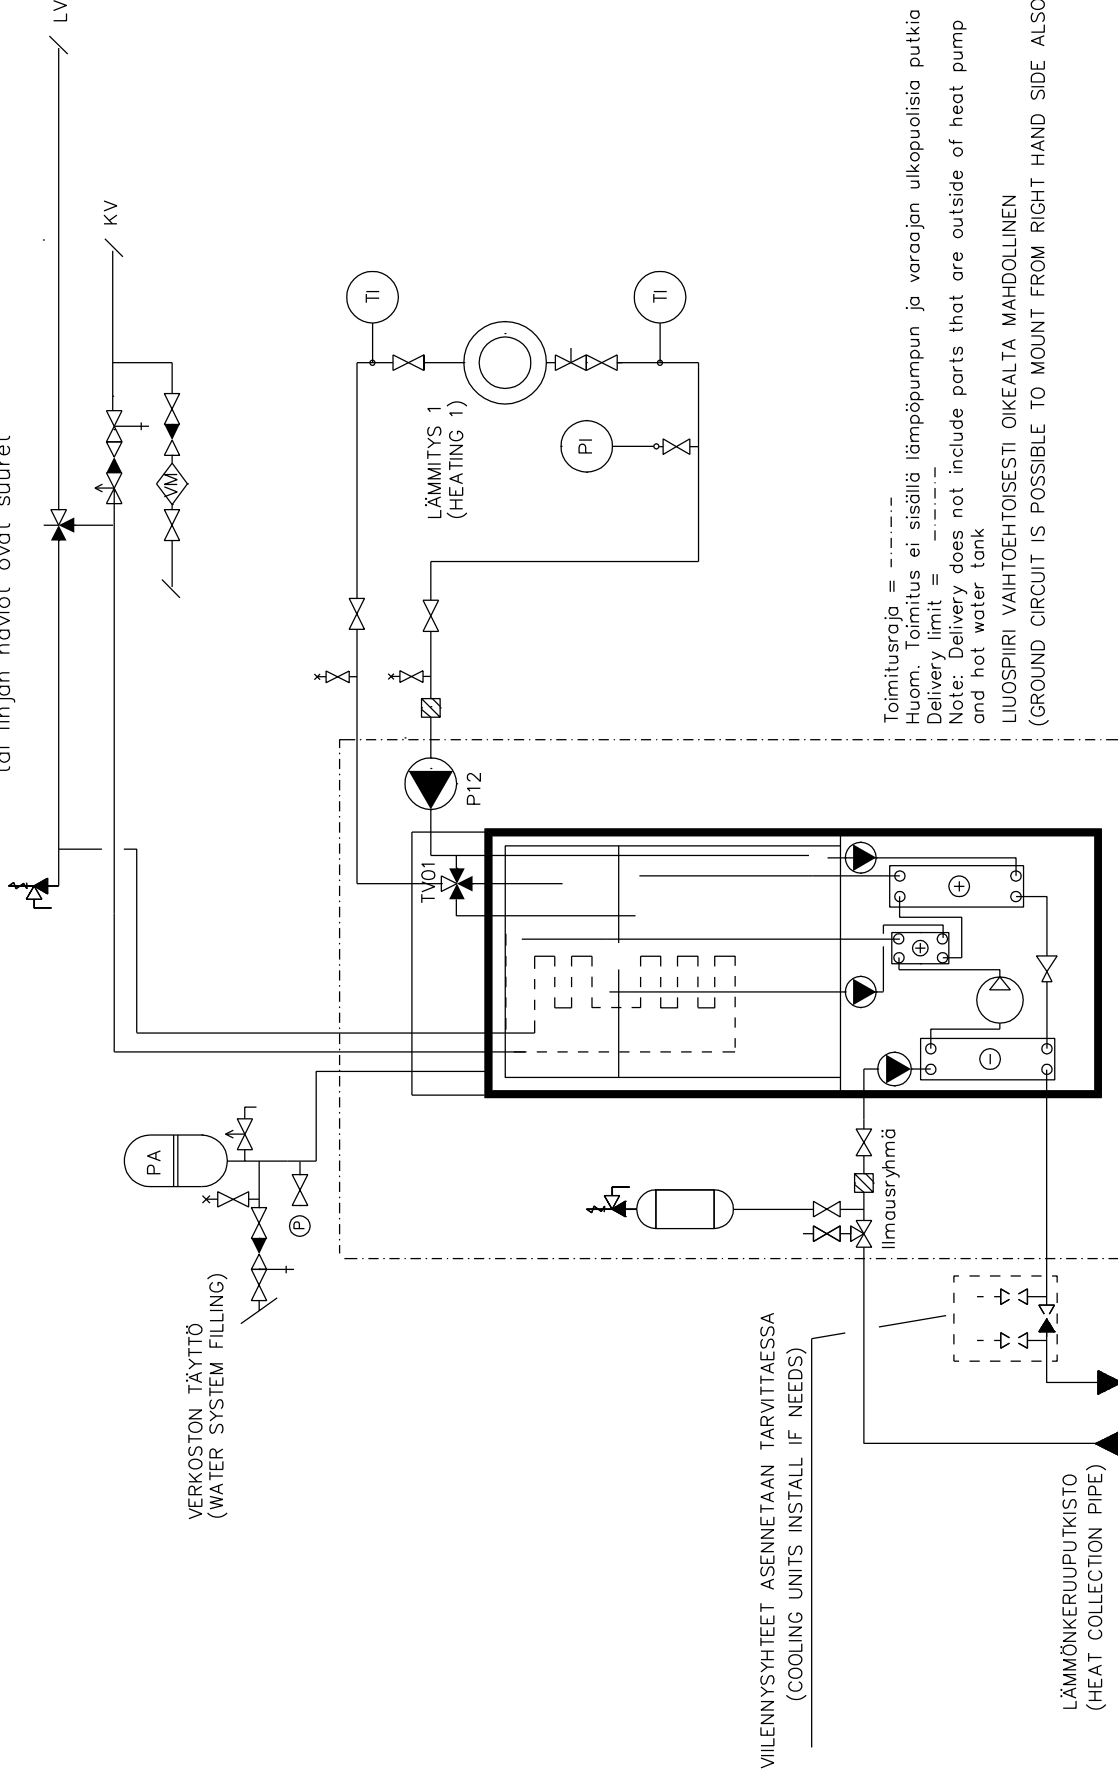 tai linjan häviöt ovat suuret
LV
KV
VM
TI
TI
PI
LÄMMITYS 1
(HEATING 1)
P12
TV01
PA
P
VERKOSTON TÄYTTÖ
(WATER SYSTEM FILLING)
Ilmausryhmä
+
+
−
Toimitusraja = -·-·-·-
Huom. Toimitus ei sisällä lämpöpumpun ja varaajan ulkopuolisia putkia
Delivery limit = -·-·-·-
Note: Delivery does not include parts that are outside of heat pump
and hot water tank
LIUOSPIIRI VAIHTOEHTOISESTI OIKEALTA MAHDOLLINEN
(GROUND CIRCUIT IS POSSIBLE TO MOUNT FROM RIGHT HAND SIDE ALSO
VIILENNYSYHTEET ASENNETAAN TARVITTAESSA
(COOLING UNITS INSTALL IF NEEDS)
LÄMMÖNKERUUPUTKISTO
(HEAT COLLECTION PIPE)